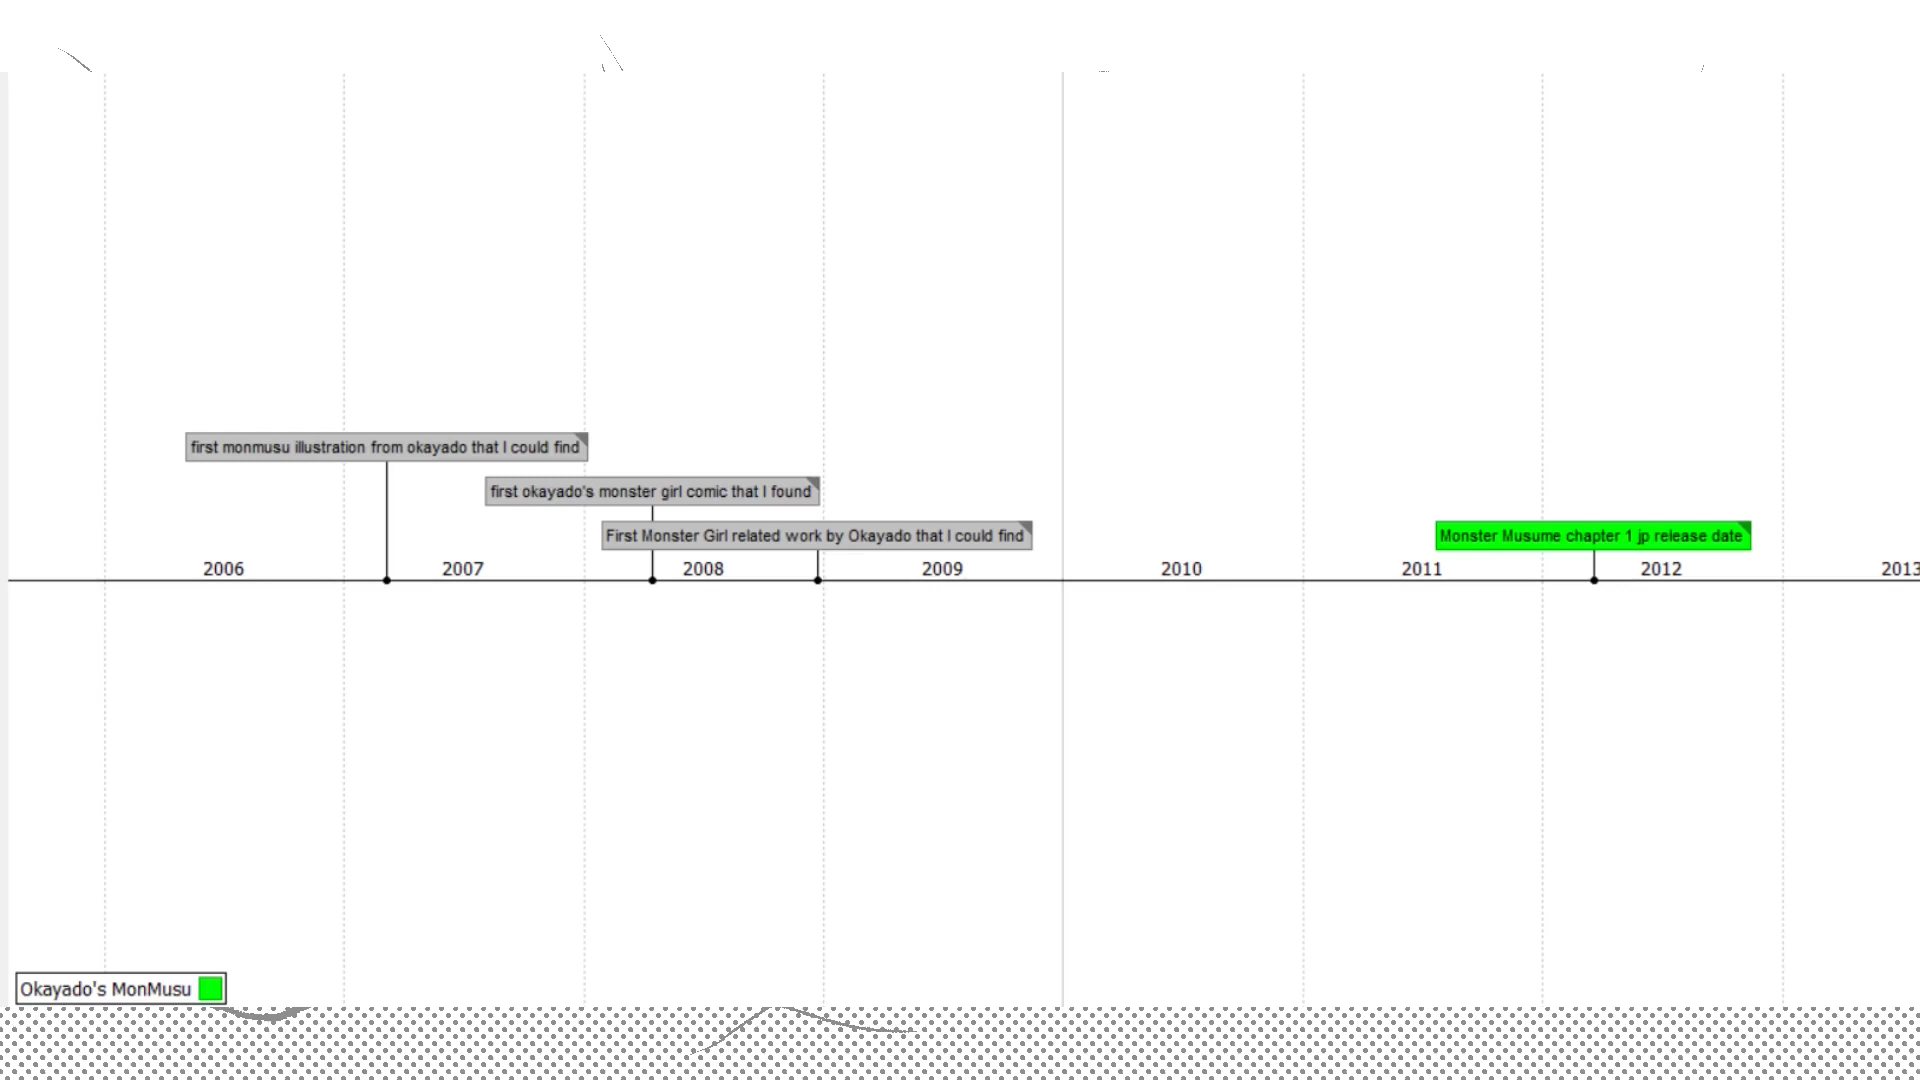 first monmusu illustration from okayado that I could find
first okayado's monster girl comic that I found
First Monster Girl related work by Okayado that I could find
Monster Musume chapter 1 jp release date
2006 2007 2008 2009 2010 2011 2012 2013
Okayado's MonMusu